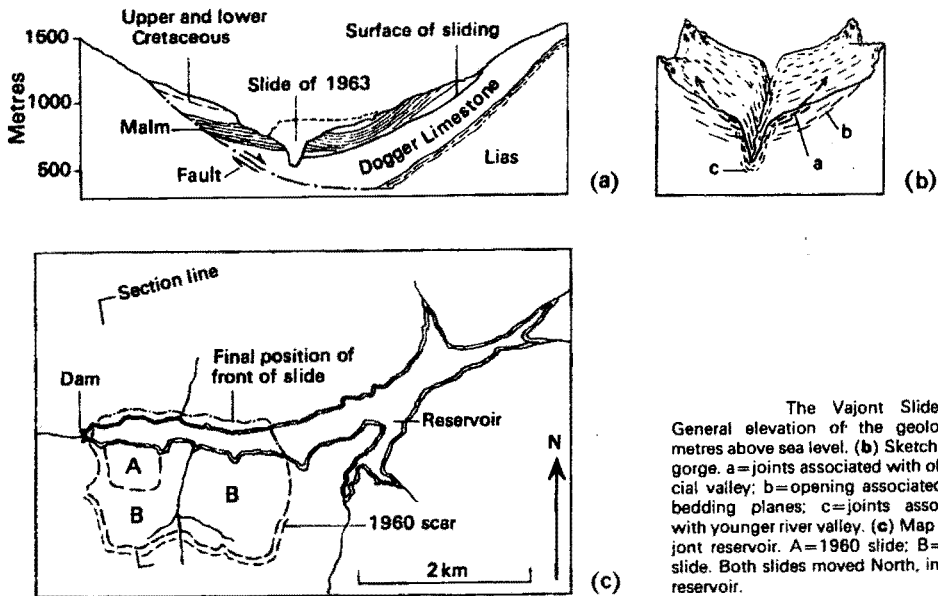 Upper and lower
Cretaceous
Surface of sliding
Slide of 1963
1500
1000
500
Metres
Malm
Fault
Dogger Limestone
Lias
(a)
a
b
c
(b)
Section line
Final position of
front of slide
Dam
Reservoir
A
B
B
1960 scar
N
2 km
(c)
The Vajont Slide
General elevation of the geolo
metres above sea level. (b) Sketch
gorge. a=joints associated with ol
cial valley; b=opening associated
bedding planes; c=joints asso
with younger river valley. (c) Map
jont reservoir. A=1960 slide; B=
slide. Both slides moved North, in
reservoir.